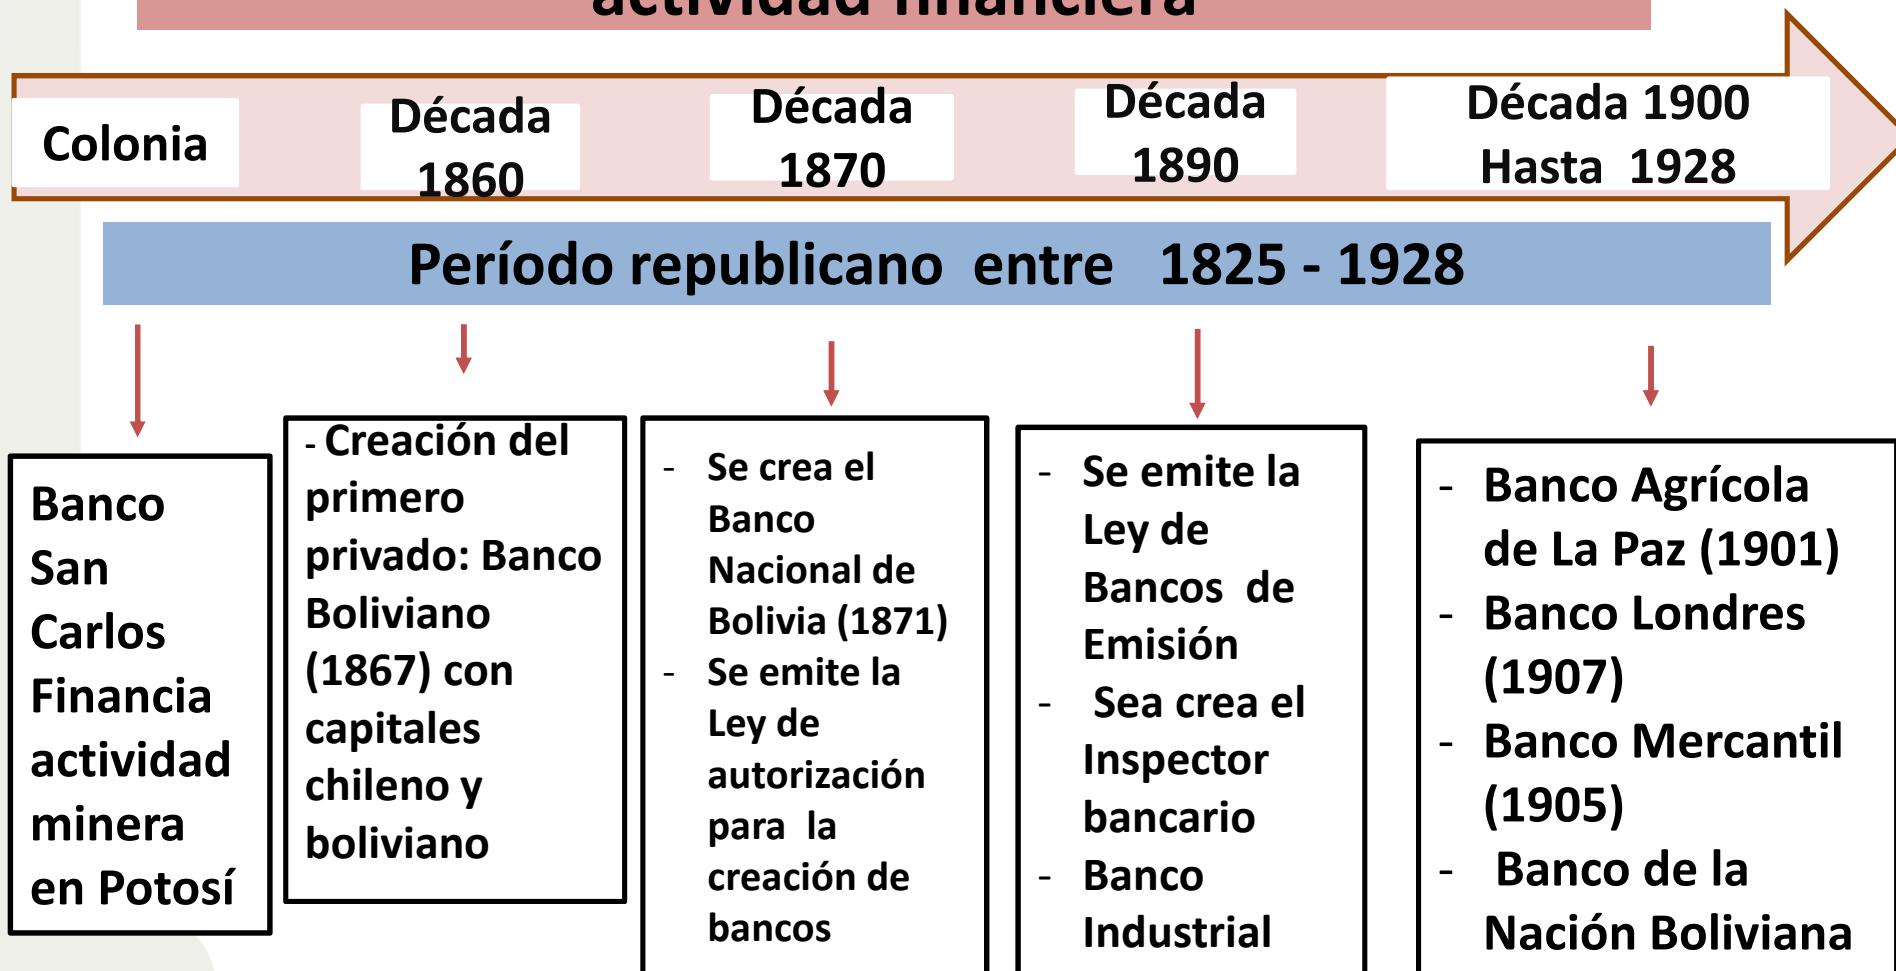 actividad financiera
Colonia
Década
1860
Década
1870
Década
1890
Década 1900
Hasta 1928
Período republicano entre 1825 - 1928
Banco
San
Carlos
Financia
actividad
minera
en Potosí
- Creación del
primero
privado: Banco
Boliviano
(1867) con
capitales
chileno y
boliviano
- Se crea el
Banco
Nacional de
Bolivia (1871)
- Se emite la
Ley de
autorización
para la
creación de
bancos
- Se emite la
Ley de
Bancos de
Emisión
- Sea crea el
Inspector
bancario
- Banco
Industrial
- Banco Agrícola
de La Paz (1901)
- Banco Londres
(1907)
- Banco Mercantil
(1905)
- Banco de la
Nación Boliviana